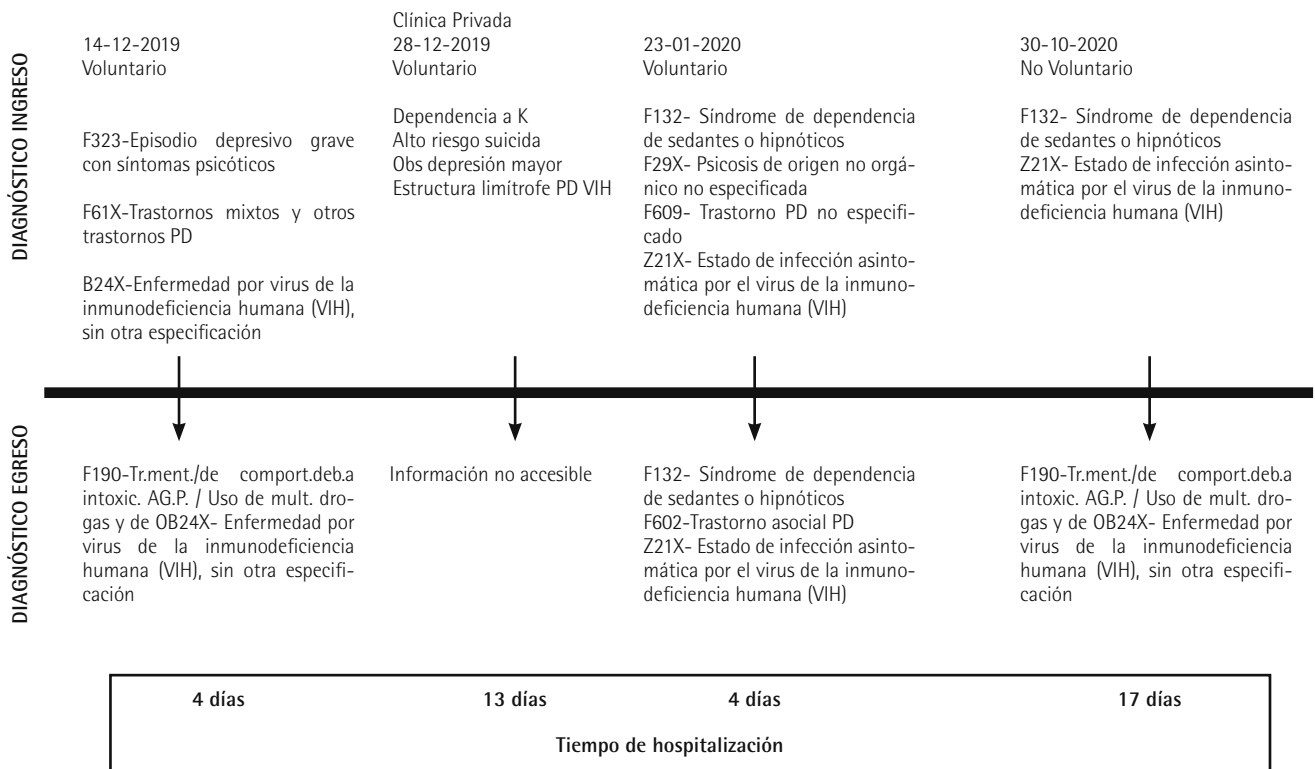 DIAGNÓSTICO INGRESO
14-12-2019
Voluntario
F323-Episodio depresivo grave
con síntomas psicóticos
F61X-Trastornos mixtos y otros
trastornos PD
B24X-Enfermedad por virus de la
inmunodeficiencia humana (VIH),
sin otra especificación
Clínica Privada
28-12-2019
Voluntario
Dependencia a K
Alto riesgo suicida
Obs depresión mayor
Estructura limítrofe PD VIH
23-01-2020
Voluntario
F132- Síndrome de dependencia
de sedantes o hipnóticos
F29X- Psicosis de origen no orgá-
nico no especificada
F609- Trastorno PD no especifi-
cado
Z21X- Estado de infección asinto-
mática por el virus de la inmuno-
deficiencia humana (VIH)
30-10-2020
No Voluntario
F132- Síndrome de dependencia
de sedantes o hipnóticos
Z21X- Estado de infección asinto-
mática por el virus de la inmuno-
deficiencia humana (VIH)
DIAGNÓSTICO EGRESO
F190-Tr.ment./de comport.deb.a
intoxic. AG.P. / Uso de mult. dro-
gas y de OB24X- Enfermedad por
virus de la inmunodeficiencia
humana (VIH), sin otra especifi-
cación
Información no accesible
F132- Síndrome de dependencia
de sedantes o hipnóticos
F602-Trastorno asocial PD
Z21X- Estado de infección asinto-
mática por el virus de la inmuno-
deficiencia humana (VIH)
F190-Tr.ment./de comport.deb.a
intoxic. AG.P. / Uso de mult. dro-
gas y de OB24X- Enfermedad por
virus de la inmunodeficiencia
humana (VIH), sin otra especifi-
cación
4 días 13 días 4 días 17 días
Tiempo de hospitalización